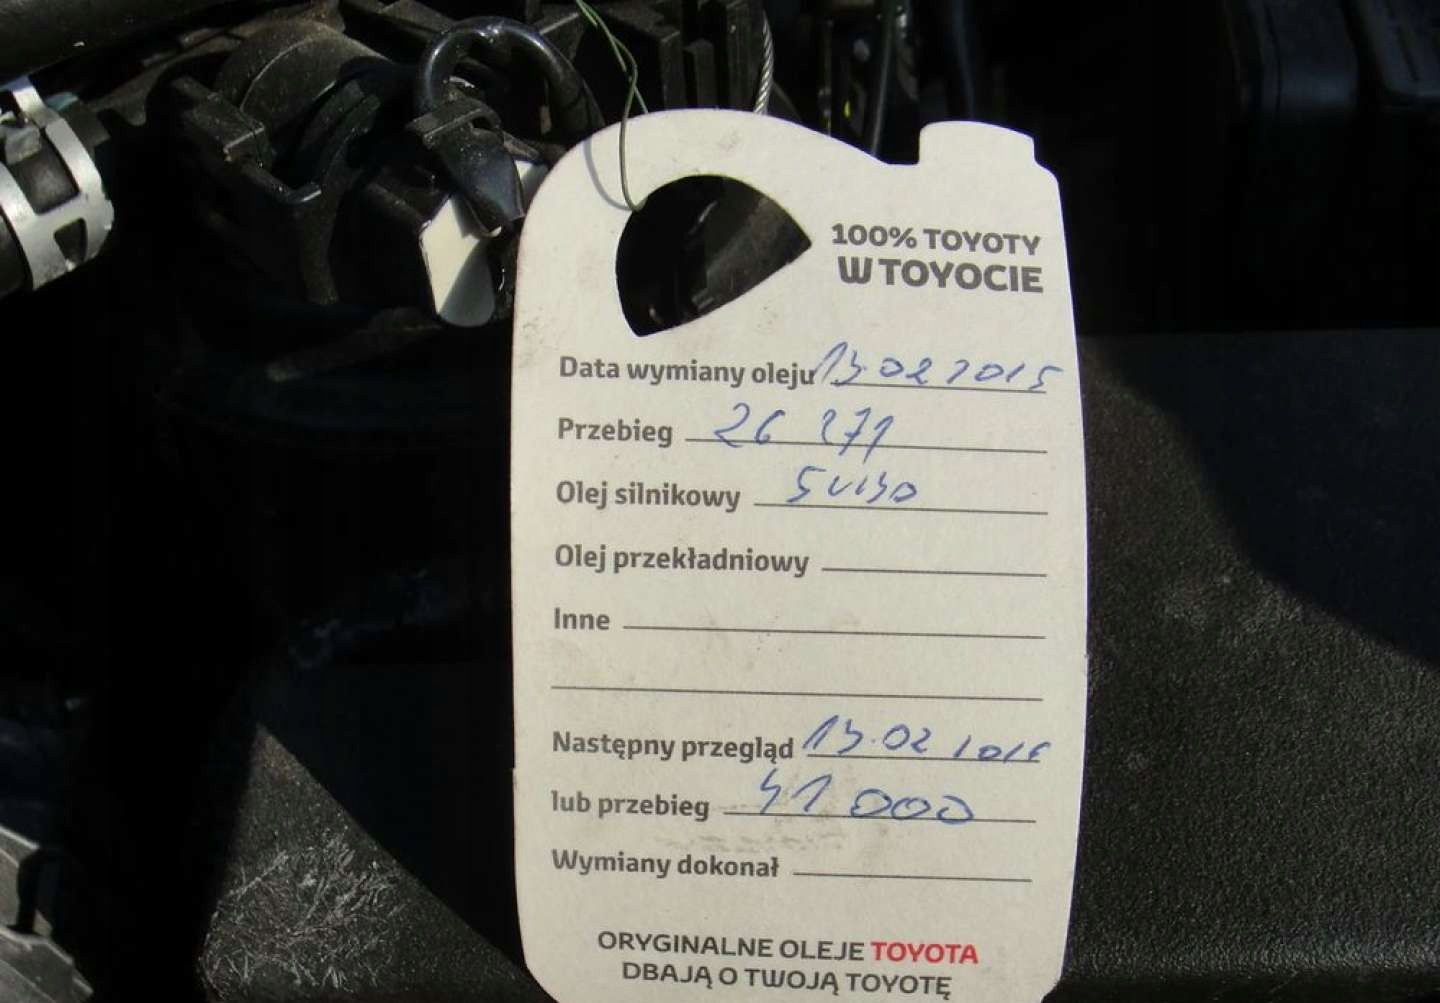 100% TOYOTY
W TOYOCIE
Data wymiany oleju 13.02 2015
Przebieg 26 271
Olej silnikowy 5W30
Olej przekładniowy
Inne
Następny przegląd 13.02 2016
lub przebieg 41 000
Wymiany dokonał
ORYGINALNE OLEJE TOYOTA
DBAJĄ O TWOJĄ TOYOTĘ